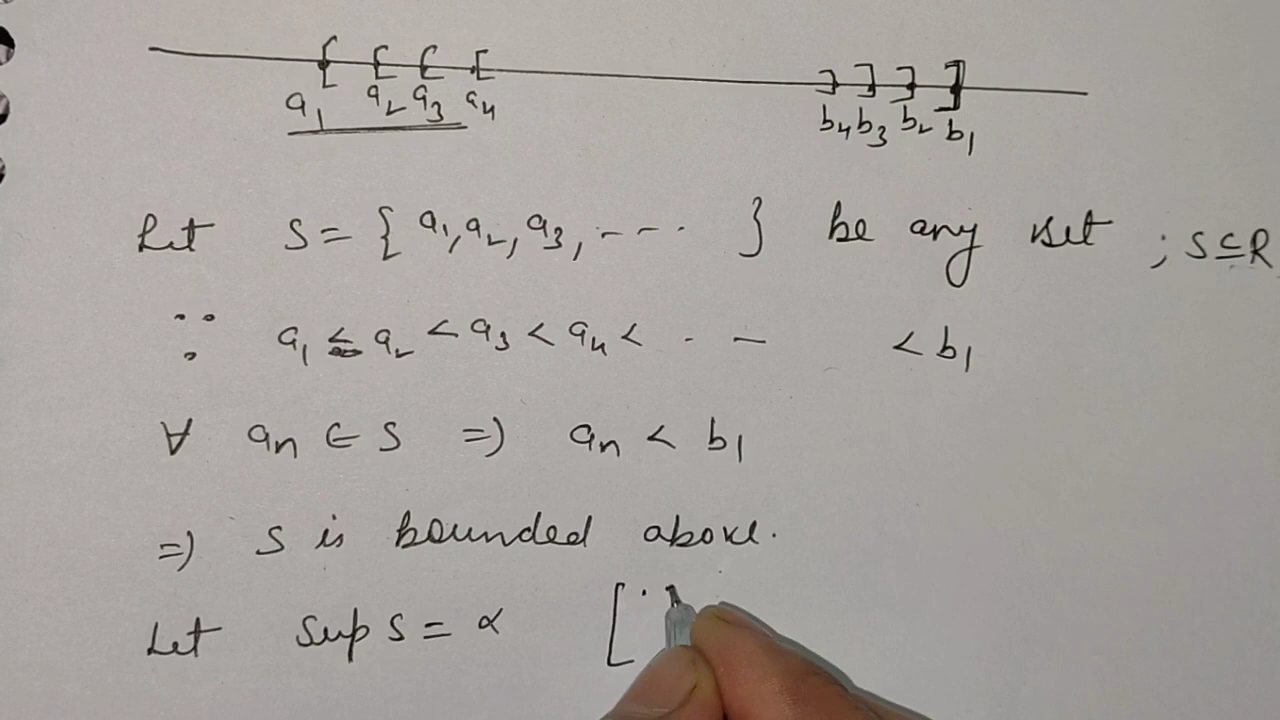 a₁ a₂ a₃ a₄ b₄ b₃ b₂ b₁
Let S = { a₁, a₂, a₃, --- } be any set ; S ⊆ R
∵ a₁ ≤ a₂ < a₃ < a₄ < . - < b₁
∀ aₙ ∈ S ⇒ aₙ < b₁
⇒ S is bounded above.
Let Sup S = α [